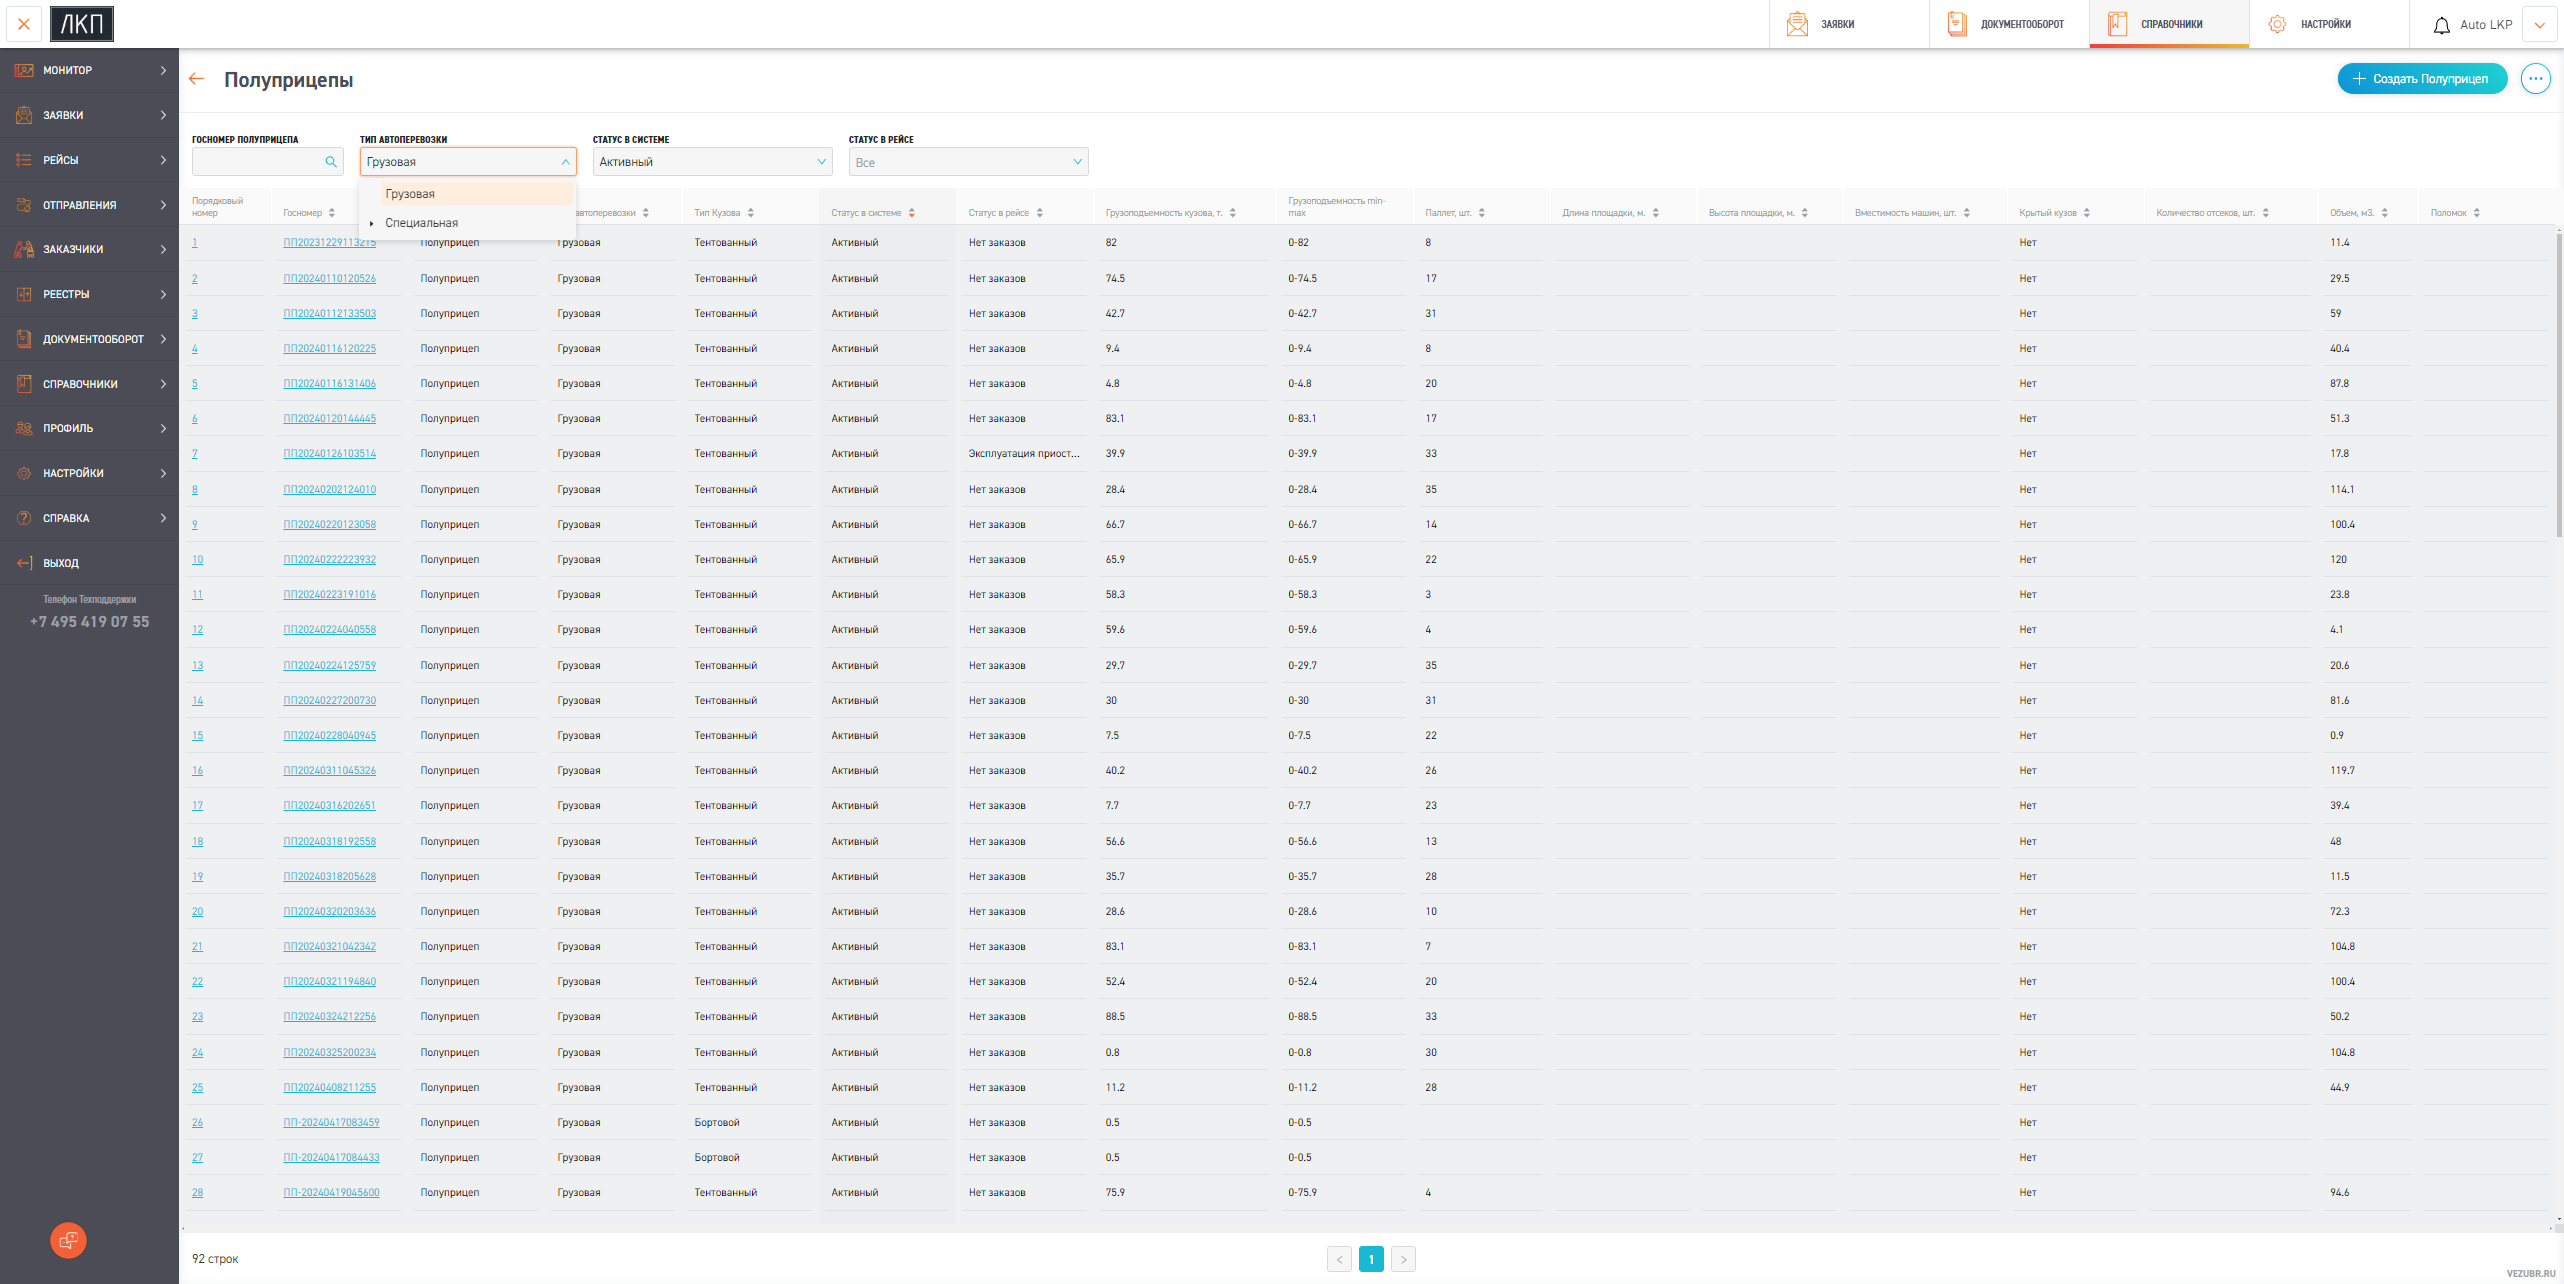 ЛКП
ЗАЯВКИ
ДОКУМЕНТООБОРОТ
СПРАВОЧНИКИ
НАСТРОЙКИ
Auto LKP
МОНИТОР
ЗАЯВКИ
РЕЙСЫ
ОТПРАВЛЕНИЯ
ЗАКАЗЧИКИ
РЕЕСТРЫ
ДОКУМЕНТООБОРОТ
СПРАВОЧНИКИ
ПРОФИЛЬ
НАСТРОЙКИ
СПРАВКА
ВЫХОД
Телефон Техподдержки
+7 495 419 07 55
Полуприцепы
Создать Полуприцеп
ГОСНОМЕР ПОЛУПРИЦЕПА
ТИП АВТОПЕРЕВОЗКИ
СТАТУС В СИСТЕМЕ
СТАТУС В РЕЙСЕ
Грузовая
Активный
Все
Грузовая
Специальная
Порядковый номер Госномер автоперевозки Тип Кузова Статус в системе Статус в рейсе Грузоподъемность кузова, т. Грузоподъемность min-max Паллет, шт. Длина площадки, м. Высота площадки, м. Вместимость машин, шт. Крытый кузов Количество отсеков, шт. Объем, м3. Поломок
1 ПП20231229113215 Полуприцеп Грузовая Тентованный Активный Нет заказов 82 0-82 8 Нет 11.4
2 ПП20240110120526 Полуприцеп Грузовая Тентованный Активный Нет заказов 74.5 0-74.5 17 Нет 29.5
3 ПП20240112133503 Полуприцеп Грузовая Тентованный Активный Нет заказов 42.7 0-42.7 31 Нет 59
4 ПП20240116120225 Полуприцеп Грузовая Тентованный Активный Нет заказов 9.4 0-9.4 8 Нет 40.4
5 ПП20240116131406 Полуприцеп Грузовая Тентованный Активный Нет заказов 4.8 0-4.8 20 Нет 87.8
6 ПП20240120144445 Полуприцеп Грузовая Тентованный Активный Нет заказов 83.1 0-83.1 17 Нет 51.3
7 ПП20240126103514 Полуприцеп Грузовая Тентованный Активный Эксплуатация приост... 39.9 0-39.9 33 Нет 17.8
8 ПП20240202124010 Полуприцеп Грузовая Тентованный Активный Нет заказов 28.4 0-28.4 35 Нет 114.1
9 ПП20240220123058 Полуприцеп Грузовая Тентованный Активный Нет заказов 66.7 0-66.7 14 Нет 100.4
10 ПП20240222223932 Полуприцеп Грузовая Тентованный Активный Нет заказов 65.9 0-65.9 22 Нет 120
11 ПП20240223191016 Полуприцеп Грузовая Тентованный Активный Нет заказов 58.3 0-58.3 3 Нет 23.8
12 ПП20240224040558 Полуприцеп Грузовая Тентованный Активный Нет заказов 59.6 0-59.6 4 Нет 4.1
13 ПП20240224125759 Полуприцеп Грузовая Тентованный Активный Нет заказов 29.7 0-29.7 35 Нет 20.6
14 ПП20240227200730 Полуприцеп Грузовая Тентованный Активный Нет заказов 30 0-30 31 Нет 81.6
15 ПП20240228040945 Полуприцеп Грузовая Тентованный Активный Нет заказов 7.5 0-7.5 22 Нет 0.9
16 ПП20240311045326 Полуприцеп Грузовая Тентованный Активный Нет заказов 40.2 0-40.2 26 Нет 119.7
17 ПП20240316202651 Полуприцеп Грузовая Тентованный Активный Нет заказов 7.7 0-7.7 23 Нет 39.4
18 ПП20240318192558 Полуприцеп Грузовая Тентованный Активный Нет заказов 56.6 0-56.6 13 Нет 48
19 ПП20240318205628 Полуприцеп Грузовая Тентованный Активный Нет заказов 35.7 0-35.7 28 Нет 11.5
20 ПП20240320203636 Полуприцеп Грузовая Тентованный Активный Нет заказов 28.6 0-28.6 10 Нет 72.3
21 ПП20240321042342 Полуприцеп Грузовая Тентованный Активный Нет заказов 83.1 0-83.1 7 Нет 104.8
22 ПП20240321194840 Полуприцеп Грузовая Тентованный Активный Нет заказов 52.4 0-52.4 20 Нет 100.4
23 ПП20240324212256 Полуприцеп Грузовая Тентованный Активный Нет заказов 88.5 0-88.5 33 Нет 50.2
24 ПП20240325200234 Полуприцеп Грузовая Тентованный Активный Нет заказов 0.8 0-0.8 30 Нет 104.8
25 ПП20240408211255 Полуприцеп Грузовая Тентованный Активный Нет заказов 11.2 0-11.2 28 Нет 44.9
26 ПП-20240417083459 Полуприцеп Грузовая Бортовой Активный Нет заказов 0.5 0-0.5 Нет
27 ПП-20240417084433 Полуприцеп Грузовая Бортовой Активный Нет заказов 0.5 0-0.5 Нет
28 ПП-20240419045600 Полуприцеп Грузовая Тентованный Активный Нет заказов 75.9 0-75.9 4 Нет 94.6
92 строк
1
VEZUBR.RU